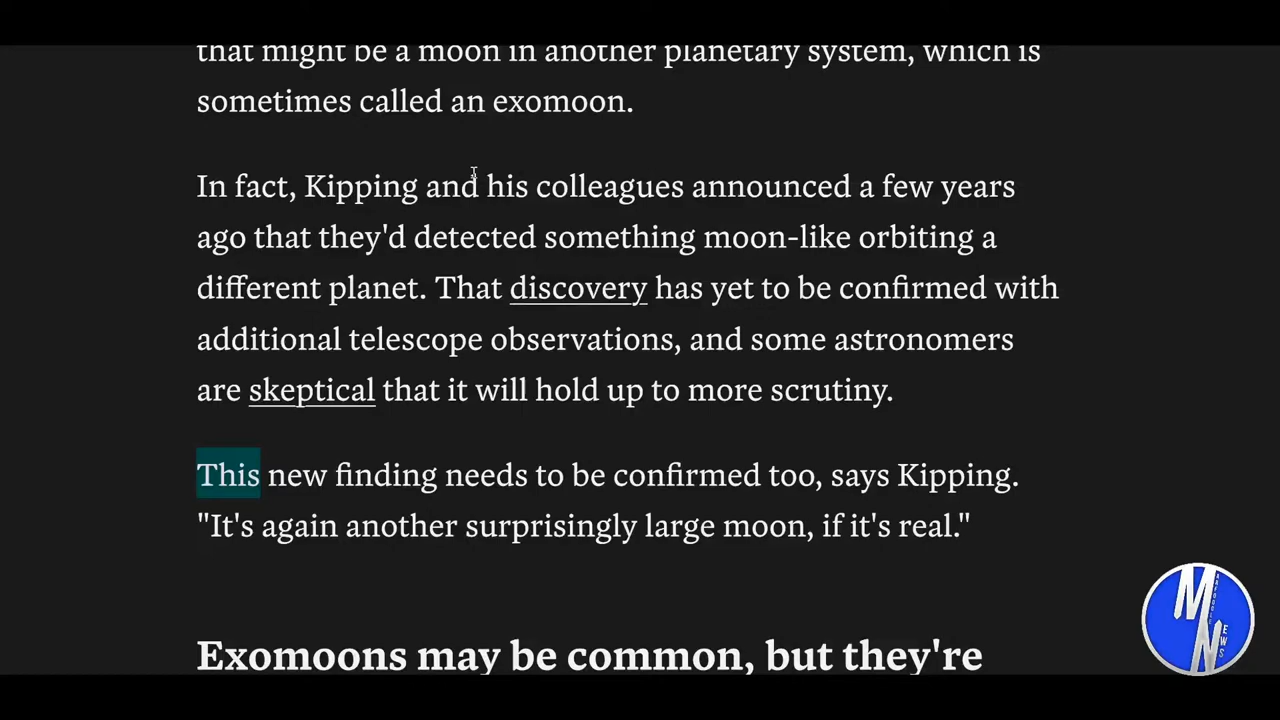 that might be a moon in another planetary system, which is
sometimes called an exomoon.
In fact, Kipping and his colleagues announced a few years
ago that they'd detected something moon-like orbiting a
different planet. That discovery has yet to be confirmed with
additional telescope observations, and some astronomers
are skeptical that it will hold up to more scrutiny.
This new finding needs to be confirmed too, says Kipping.
"It's again another surprisingly large moon, if it's real."
Exomoons may be common, but they're
M
N
EWS